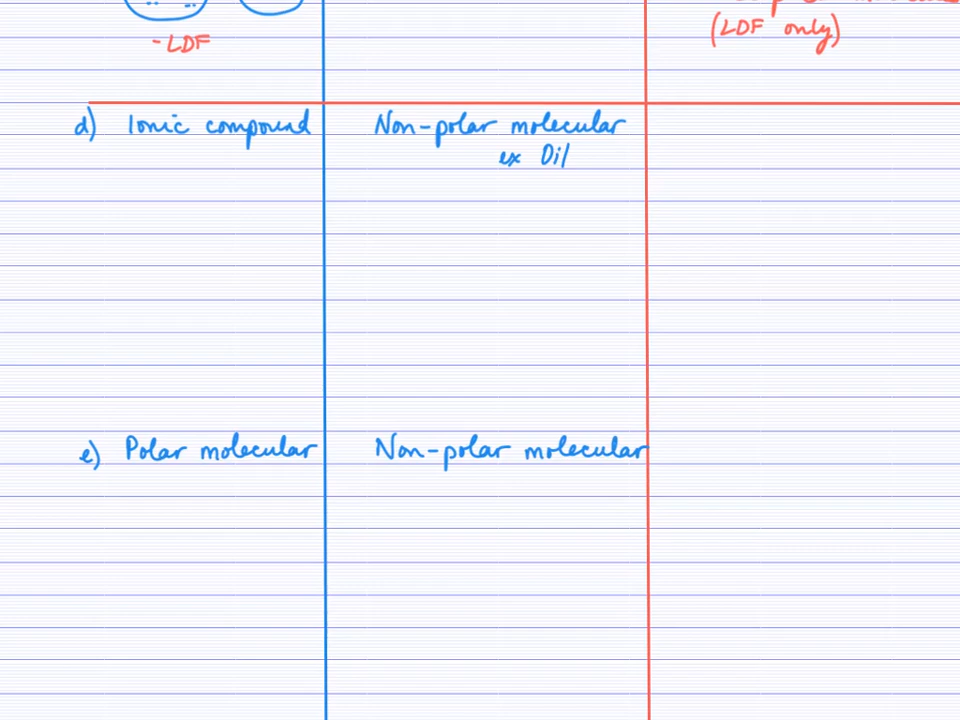 - LDF
(LDF only)
d) Ionic compound Non-polar molecular
ex Oil
e) Polar molecular Non-polar molecular